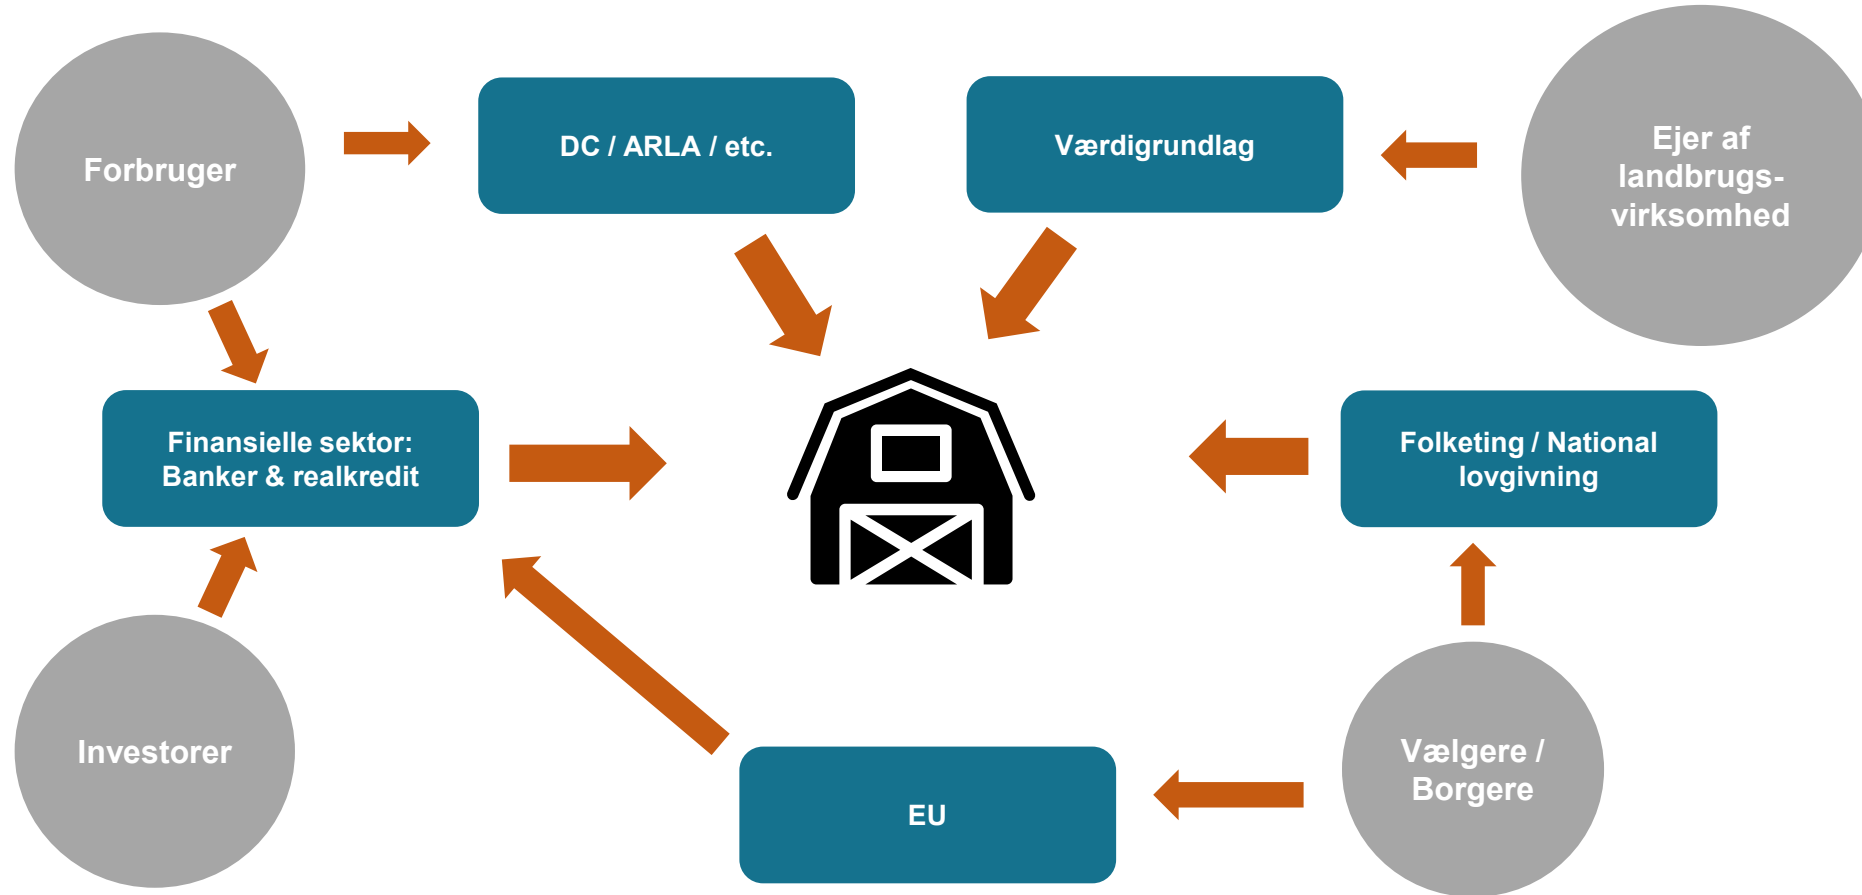 Forbruger
DC / ARLA / etc.
Værdigrundlag
Ejer af
landbrugs-
virksomhed
Finansielle sektor:
Banker & realkredit
Folketing / National
lovgivning
Investorer
EU
Vælgere /
Borgere